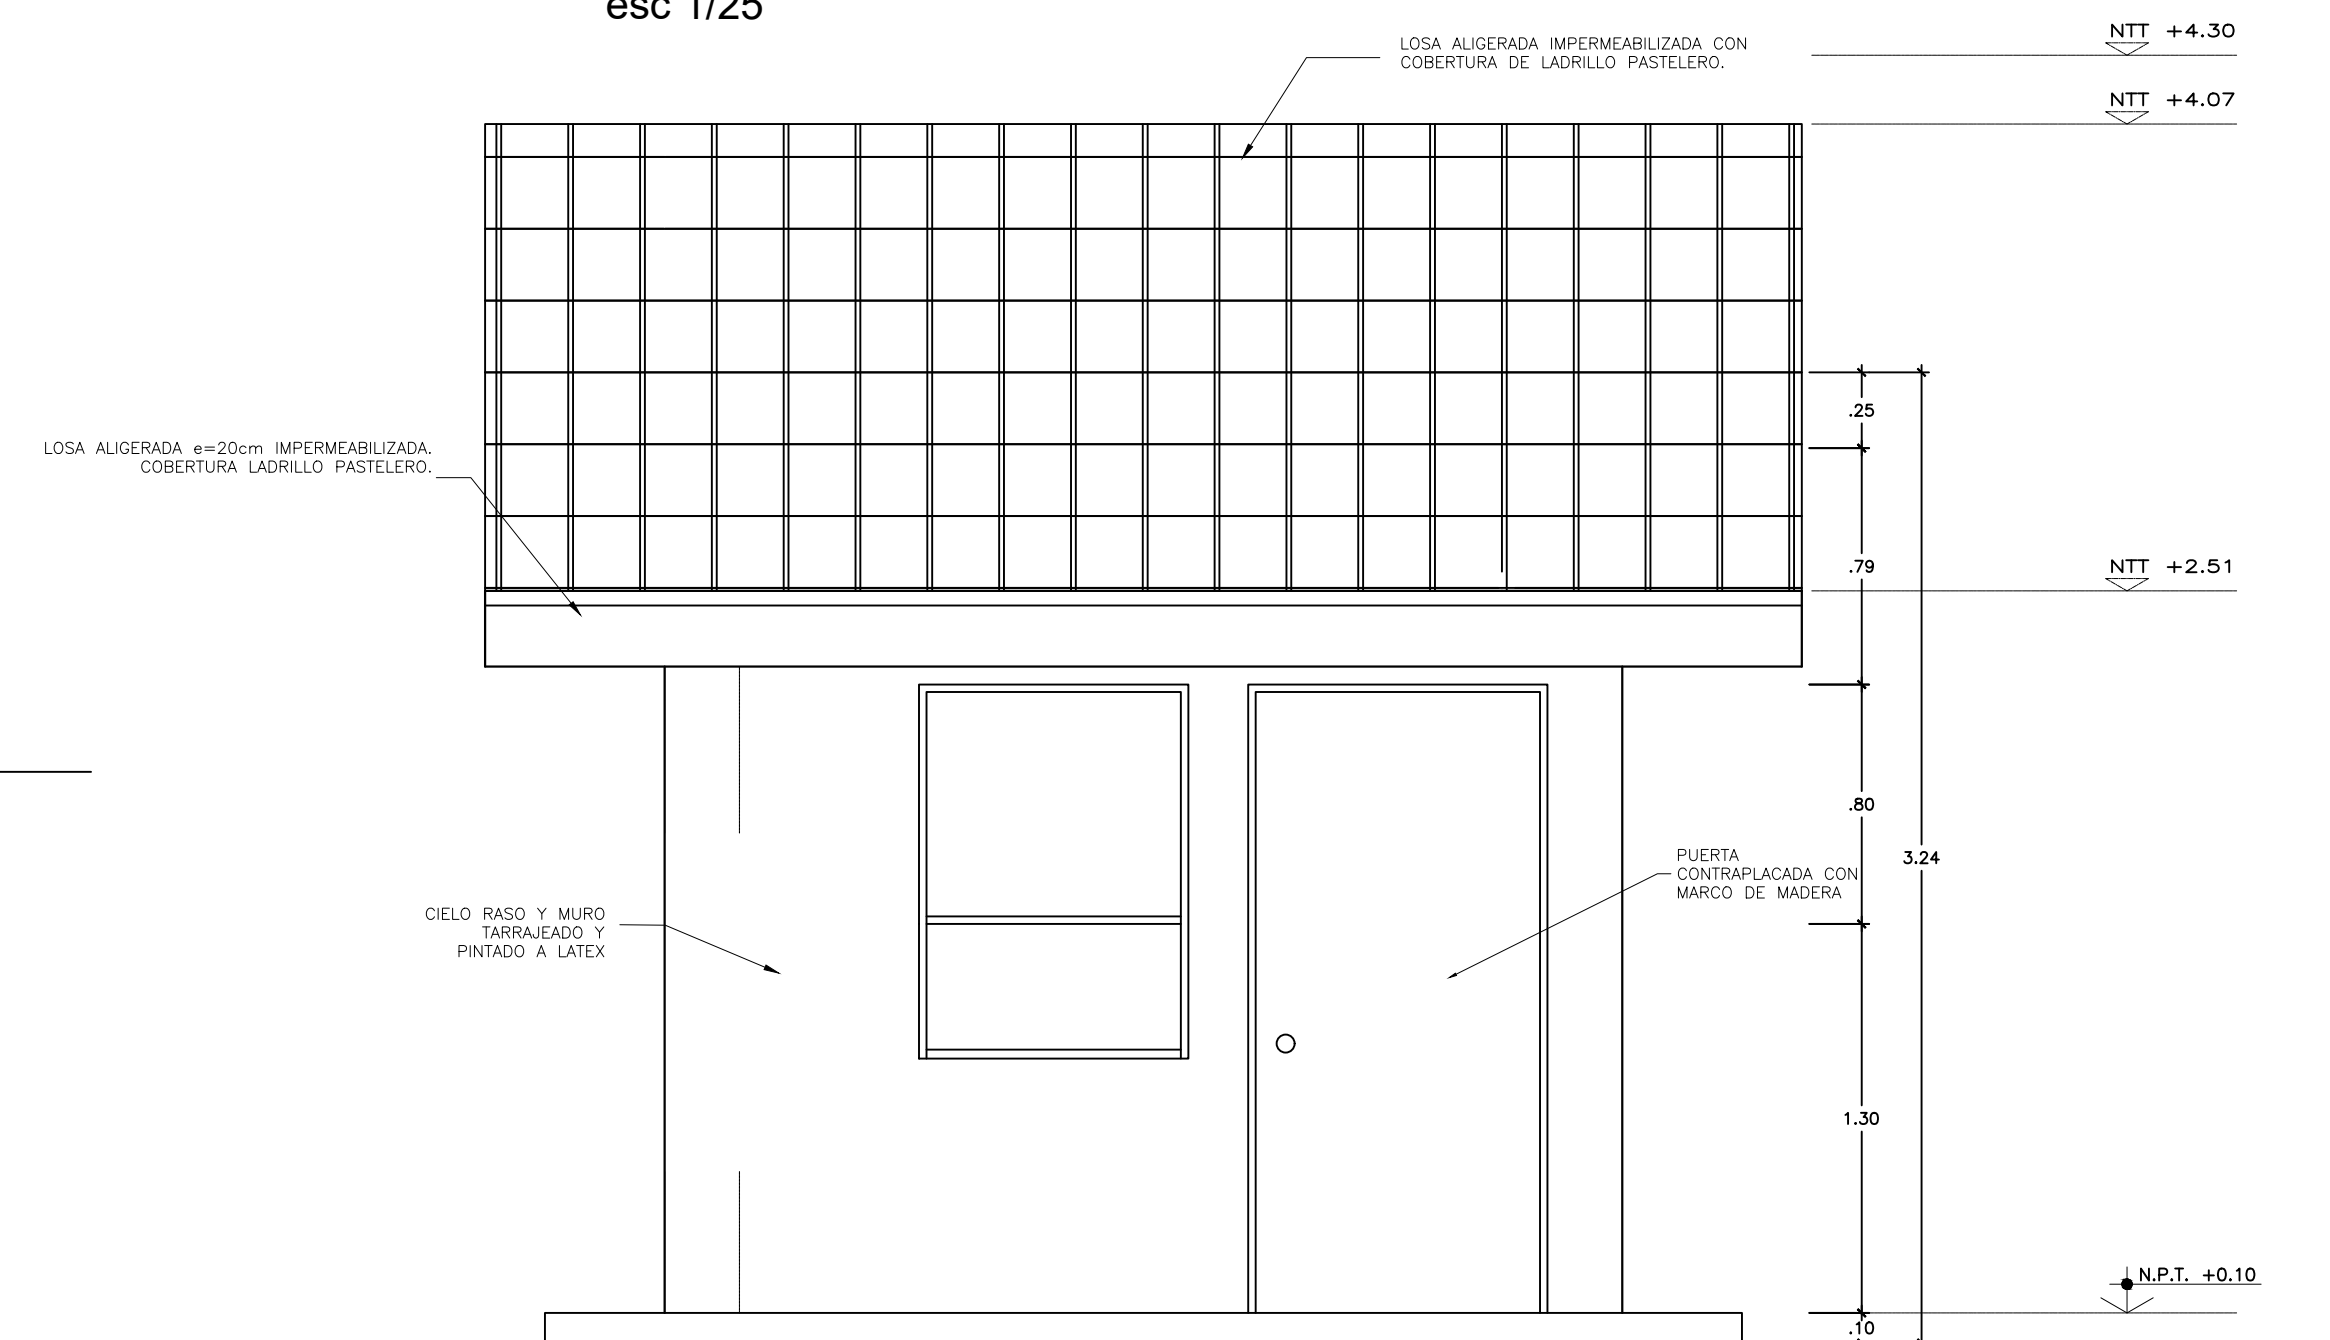 esc 1/25
LOSA ALIGERADA IMPERMEABILIZADA CON
COBERTURA DE LADRILLO PASTELERO.
NTT +4.30
NTT +4.07
.25
LOSA ALIGERADA e=20cm IMPERMEABILIZADA.
COBERTURA LADRILLO PASTELERO.
.79
NTT +2.51
.80
3.24
PUERTA
CONTRAPLACADA CON
MARCO DE MADERA
CIELO RASO Y MURO
TARRAJEADO Y
PINTADO A LATEX
1.30
N.P.T. +0.10
.10